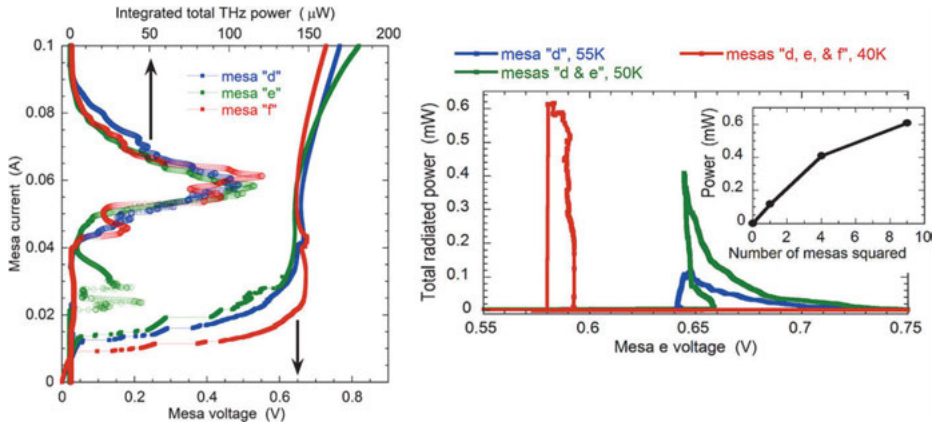 Integrated total THz power ( μW)
0 50 100 150 200
0.1
0.08
0.06
0.04
0.02
0
Mesa current (A)
mesa "d"
mesa "e"
mesa "f"
0 0.2 0.4 0.6 0.8
Mesa voltage (V)
mesa "d", 55K
mesas "d, e, & f", 40K
mesas "d & e", 50K
Total radiated power (mW)
0.6
0.5
0.4
0.3
0.2
0.1
0
0.55 0.6 0.65 0.7 0.75
Mesa e voltage (V)
Power (mW)
0.6
0.4
0.2
0
0 2 4 6 8 10
Number of mesas squared